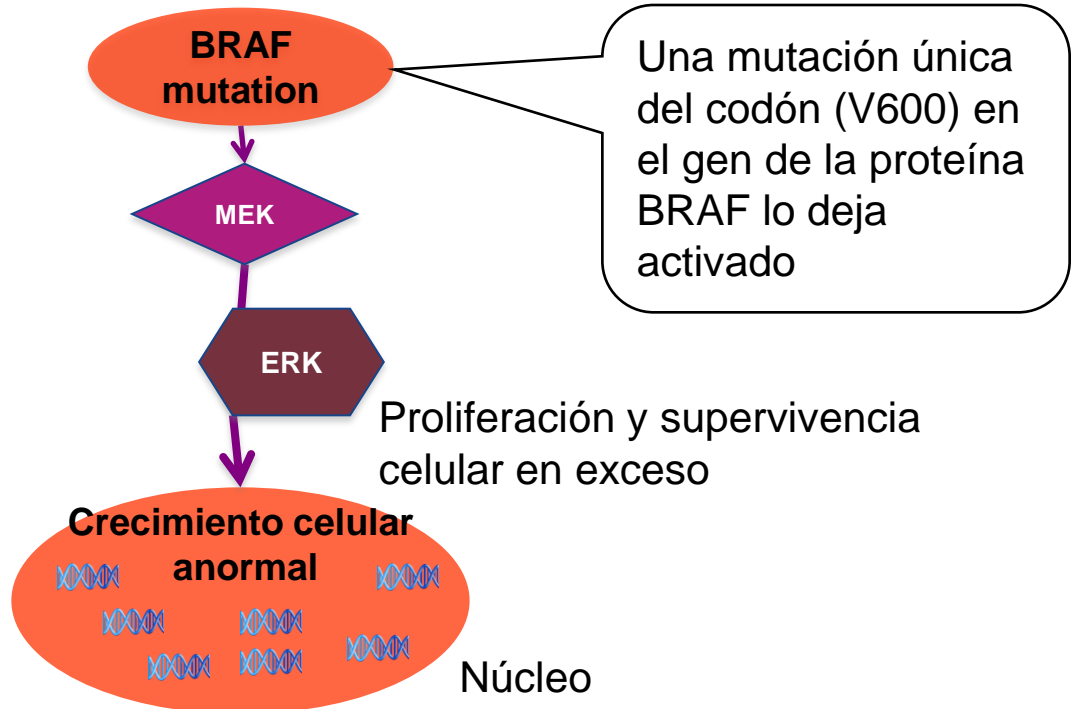 BRAF
mutation
Una mutación única
del codón (V600) en
el gen de la proteína
BRAF lo deja
activado
MEK
ERK
Proliferación y supervivencia
celular en exceso
Crecimiento celular
anormal
Núcleo